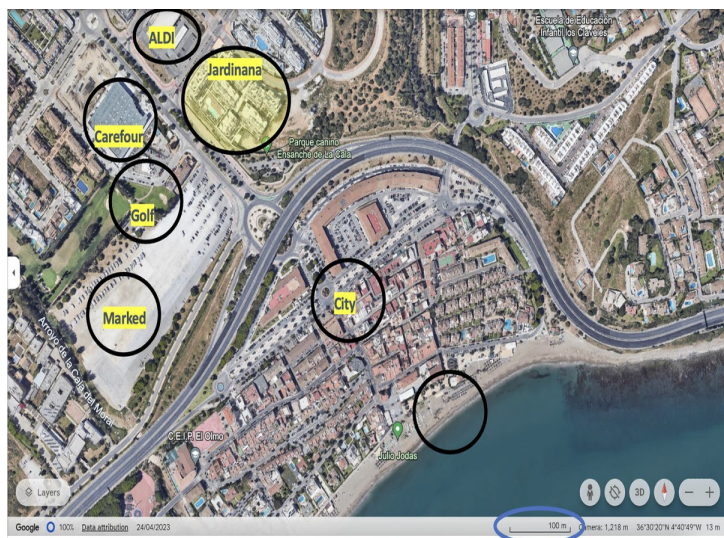 Escuela de Educación
Infantil los Claveles
ALDI
Jardinana
Carefour
Parque canino
Ensanche de La Cala
Golf
City
Marked
Arroyo de la Cala del Moral
C.E.I.P. El Olmo
Julio Jodas
Layers
3D
Google 100% Data attribution 24/04/2023 100 m Camera: 1,218 m 36°30'20"N 4°40'49"W 13 m